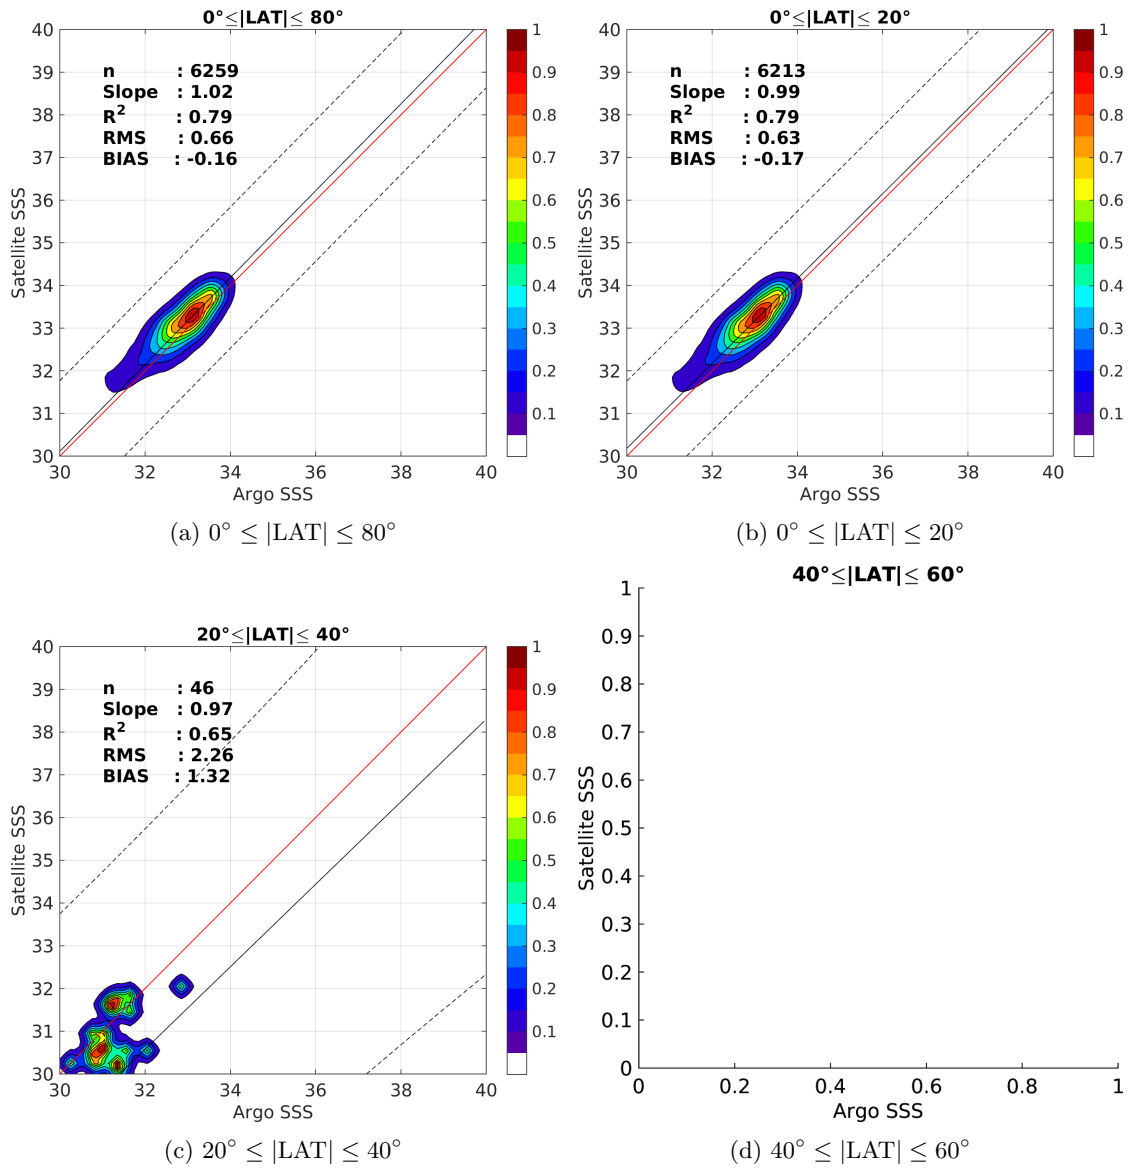 0°≤|LAT|≤ 80°
n : 6259
Slope : 1.02
R² : 0.79
RMS : 0.66
BIAS : -0.16
40
39
38
37
36
35
34
33
32
31
30
Satellite SSS
30 32 34 36 38 40
Argo SSS
1
0.9
0.8
0.7
0.6
0.5
0.4
0.3
0.2
0.1
(a) 0° ≤ |LAT| ≤ 80°
0°≤|LAT|≤ 20°
n : 6213
Slope : 0.99
R² : 0.79
RMS : 0.63
BIAS : -0.17
40
39
38
37
36
35
34
33
32
31
30
Satellite SSS
30 32 34 36 38 40
Argo SSS
1
0.9
0.8
0.7
0.6
0.5
0.4
0.3
0.2
0.1
(b) 0° ≤ |LAT| ≤ 20°
20°≤|LAT|≤ 40°
n : 46
Slope : 0.97
R² : 0.65
RMS : 2.26
BIAS : 1.32
40
39
38
37
36
35
34
33
32
31
30
Satellite SSS
30 32 34 36 38 40
Argo SSS
1
0.9
0.8
0.7
0.6
0.5
0.4
0.3
0.2
0.1
(c) 20° ≤ |LAT| ≤ 40°
40°≤|LAT|≤ 60°
1
0.9
0.8
0.7
0.6
0.5
0.4
0.3
0.2
0.1
0
Satellite SSS
0 0.2 0.4 0.6 0.8 1
Argo SSS
(d) 40° ≤ |LAT| ≤ 60°